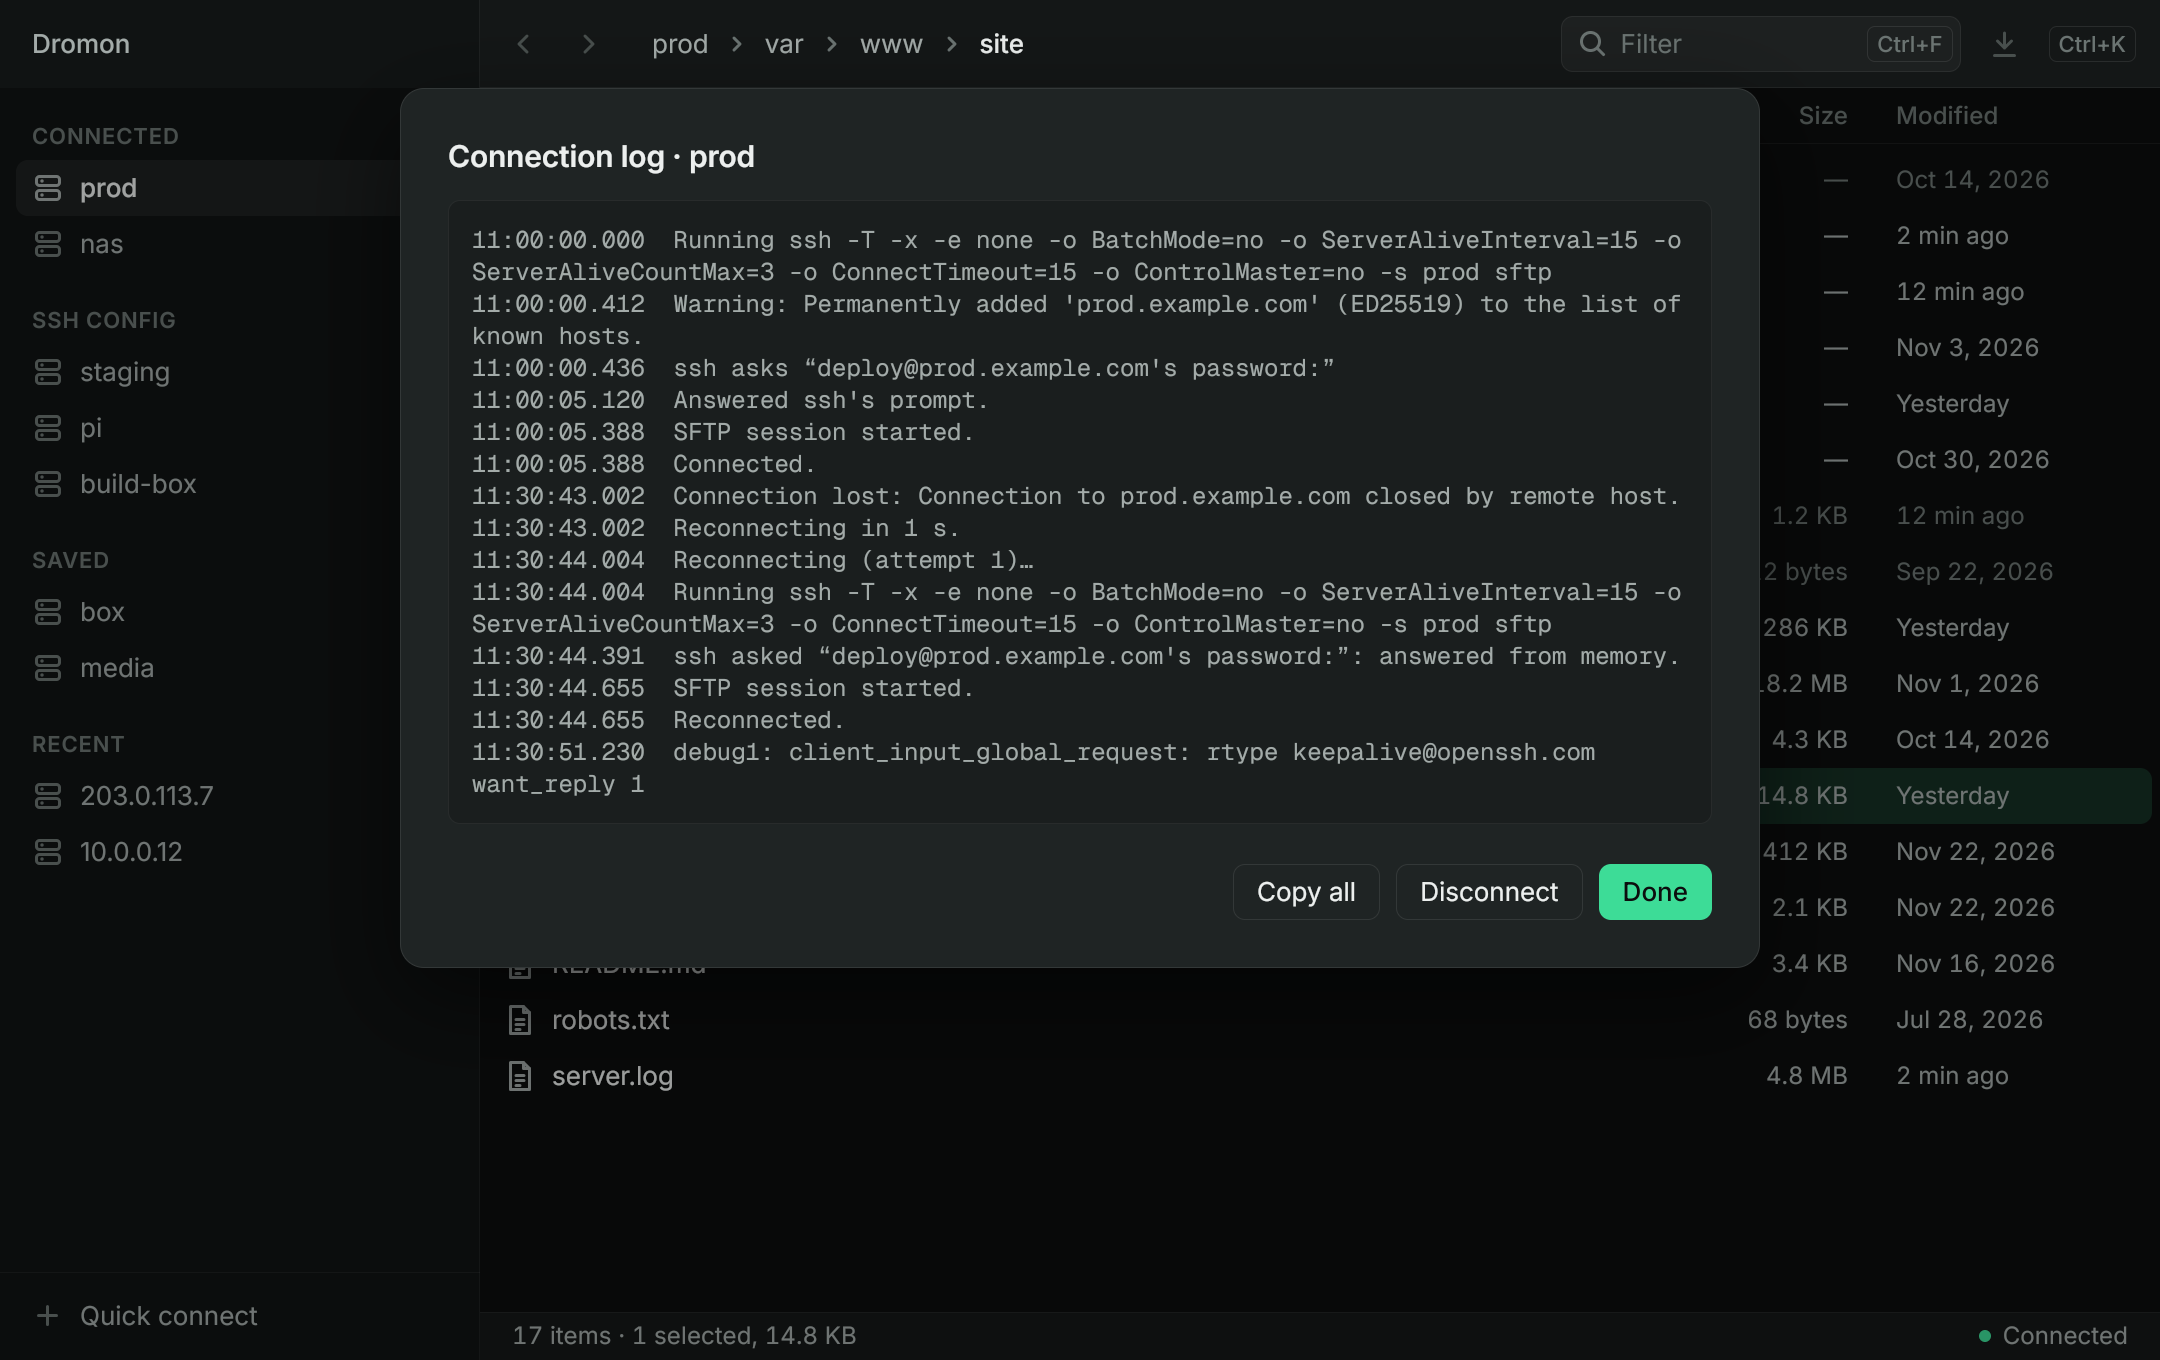 Dromon
prod > var > www > site
Filter
Ctrl+F
Ctrl+K
CONNECTED
prod
nas
SSH CONFIG
staging
pi
build-box
SAVED
box
media
RECENT
203.0.113.7
10.0.0.12
Quick connect
Connection log · prod
11:00:00.000  Running ssh -T -x -e none -o BatchMode=no -o ServerAliveInterval=15 -o
ServerAliveCountMax=3 -o ConnectTimeout=15 -o ControlMaster=no -s prod sftp
11:00:00.412  Warning: Permanently added 'prod.example.com' (ED25519) to the list of
known hosts.
11:00:00.436  ssh asks “deploy@prod.example.com's password:”
11:00:05.120  Answered ssh's prompt.
11:00:05.388  SFTP session started.
11:00:05.388  Connected.
11:30:43.002  Connection lost: Connection to prod.example.com closed by remote host.
11:30:43.002  Reconnecting in 1 s.
11:30:44.004  Reconnecting (attempt 1)…
11:30:44.004  Running ssh -T -x -e none -o BatchMode=no -o ServerAliveInterval=15 -o
ServerAliveCountMax=3 -o ConnectTimeout=15 -o ControlMaster=no -s prod sftp
11:30:44.391  ssh asked “deploy@prod.example.com's password:”: answered from memory.
11:30:44.655  SFTP session started.
11:30:44.655  Reconnected.
11:30:51.230  debug1: client_input_global_request: rtype keepalive@openssh.com
want_reply 1
Copy all
Disconnect
Done
Size Modified
— Oct 14, 2026
— 2 min ago
— 12 min ago
— Nov 3, 2026
— Yesterday
— Oct 30, 2026
1.2 KB 12 min ago
bytes Sep 22, 2026
286 KB Yesterday
Nov 1, 2026
4.3 KB Oct 14, 2026
14.8 KB Yesterday
412 KB Nov 22, 2026
2.1 KB Nov 22, 2026
README.md 3.4 KB Nov 16, 2026
robots.txt 68 bytes Jul 28, 2026
server.log 4.8 MB 2 min ago
17 items · 1 selected, 14.8 KB
Connected